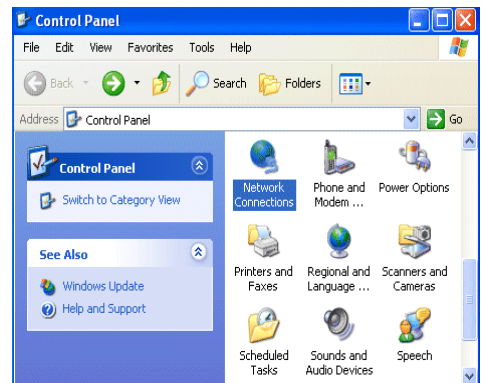 Control Panel
File Edit View Favorites Tools Help
Back Search Folders
Address Control Panel Go
Control Panel
Switch to Category View
See Also
Windows Update
Help and Support
Network
Connections
Phone and
Modem ...
Power Options
Printers and
Faxes
Regional and
Language ...
Scanners and
Cameras
Scheduled
Tasks
Sounds and
Audio Devices
Speech